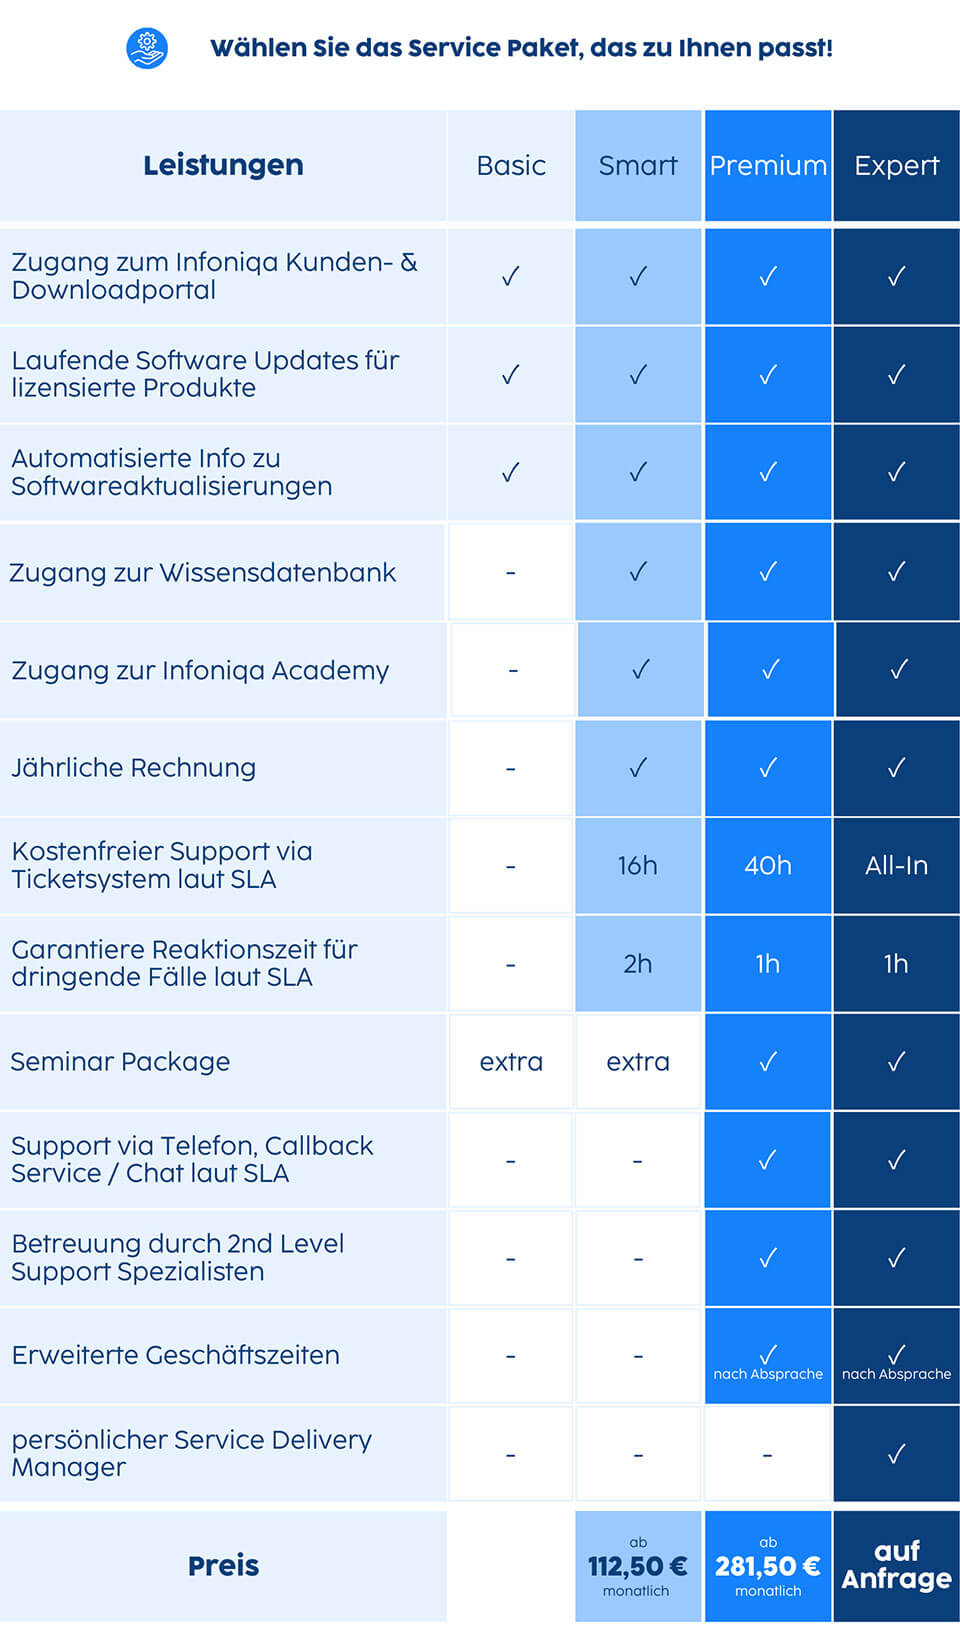 Wählen Sie das Service Paket, das zu Ihnen passt!
Leistungen Basic Smart Premium Expert
Zugang zum Infoniqa Kunden- &
Downloadportal ✓ ✓ ✓ ✓
Laufende Software Updates für
lizensierte Produkte ✓ ✓ ✓ ✓
Automatisierte Info zu
Softwareaktualisierungen ✓ ✓ ✓ ✓
Zugang zur Wissensdatenbank - ✓ ✓ ✓
Zugang zur Infoniqa Academy - ✓ ✓ ✓
Jährliche Rechnung - ✓ ✓ ✓
Kostenfreier Support via
Ticketsystem laut SLA - 16h 40h All-In
Garantiere Reaktionszeit für
dringende Fälle laut SLA - 2h 1h 1h
Seminar Package extra extra ✓ ✓
Support via Telefon, Callback
Service / Chat laut SLA - - ✓ ✓
Betreuung durch 2nd Level
Support Spezialisten - - ✓ ✓
Erweiterte Geschäftszeiten - - ✓ ✓
nach Absprache nach Absprache
persönlicher Service Delivery
Manager - - - ✓
Preis
ab
112,50 €
monatlich
ab
281,50 €
monatlich
auf
Anfrage